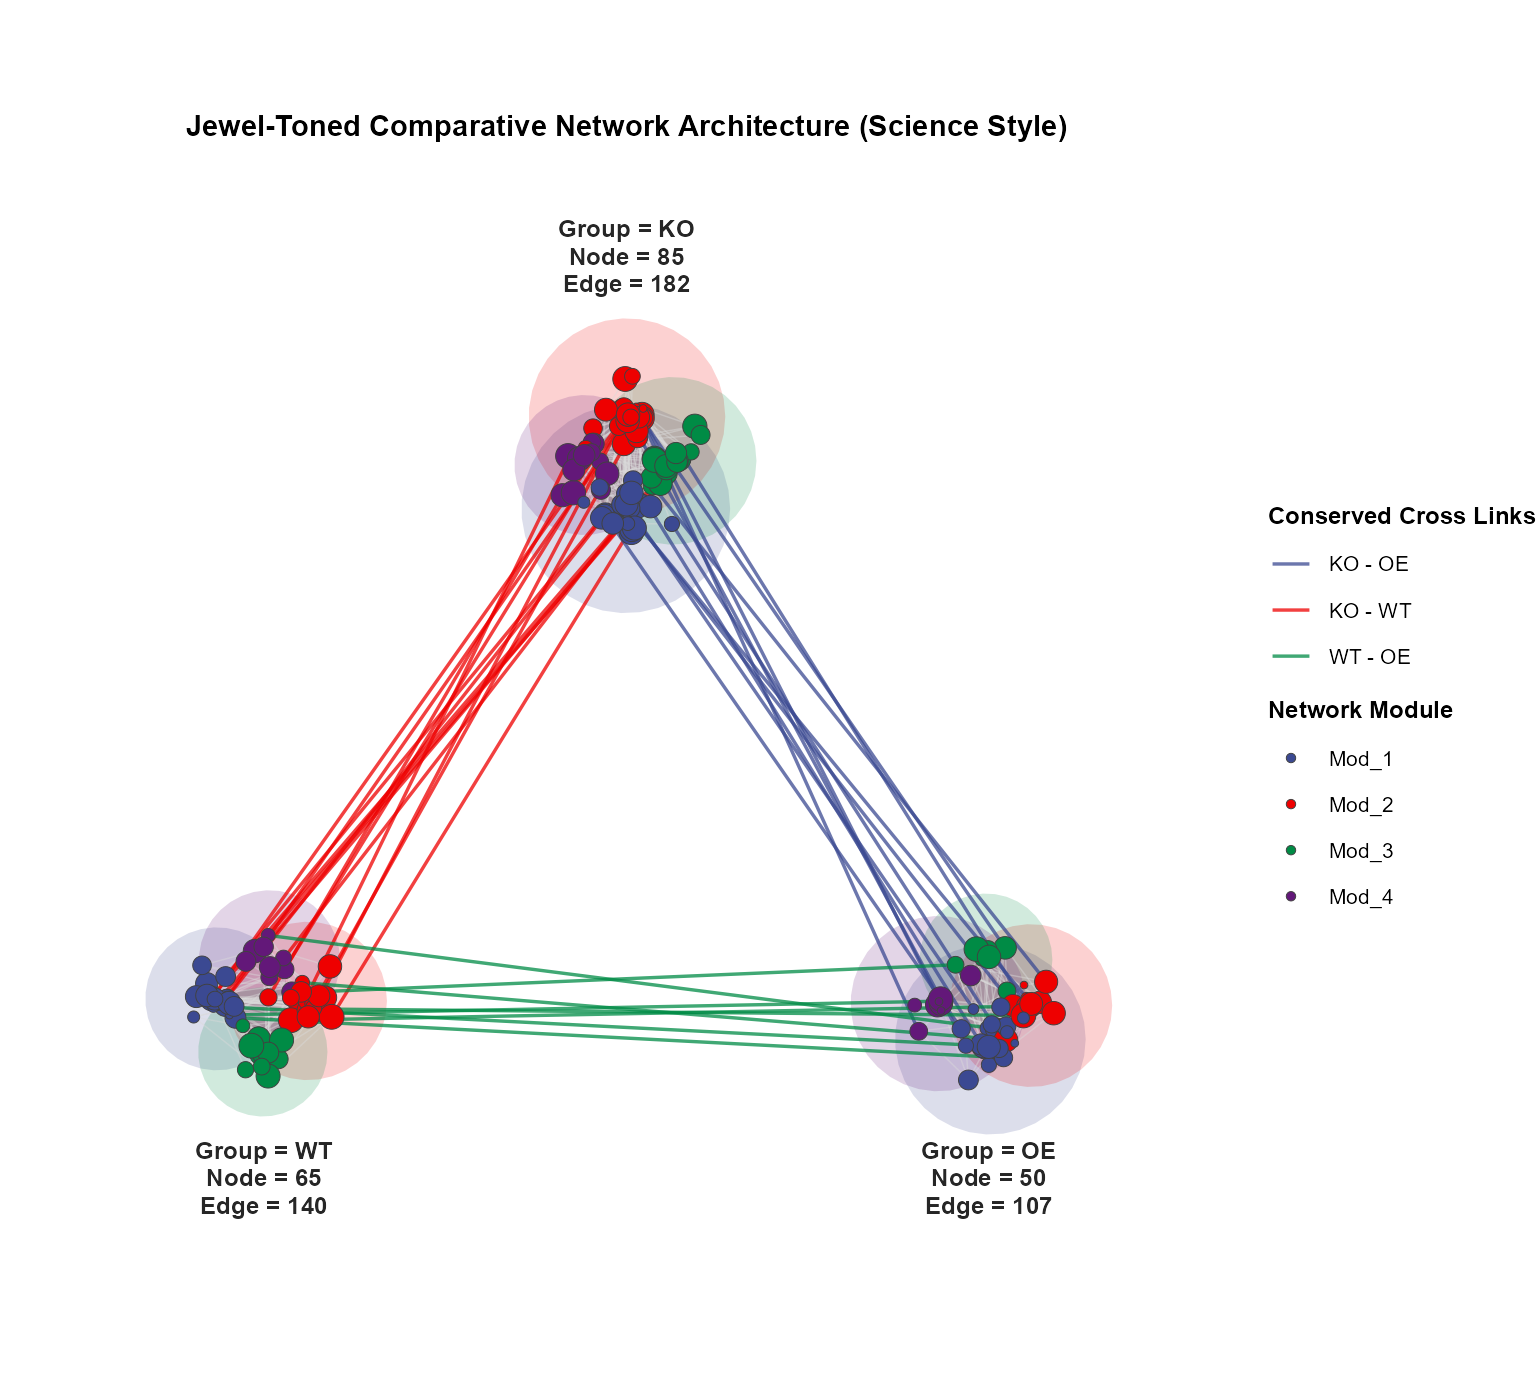 Jewel-Toned Comparative Network Architecture (Science Style)
Group = KO
Node = 85
Edge = 182
Conserved Cross Links
KO - OE
KO - WT
WT - OE
Network Module
Mod_1
Mod_2
Mod_3
Mod_4
Group = WT
Node = 65
Edge = 140
Group = OE
Node = 50
Edge = 107